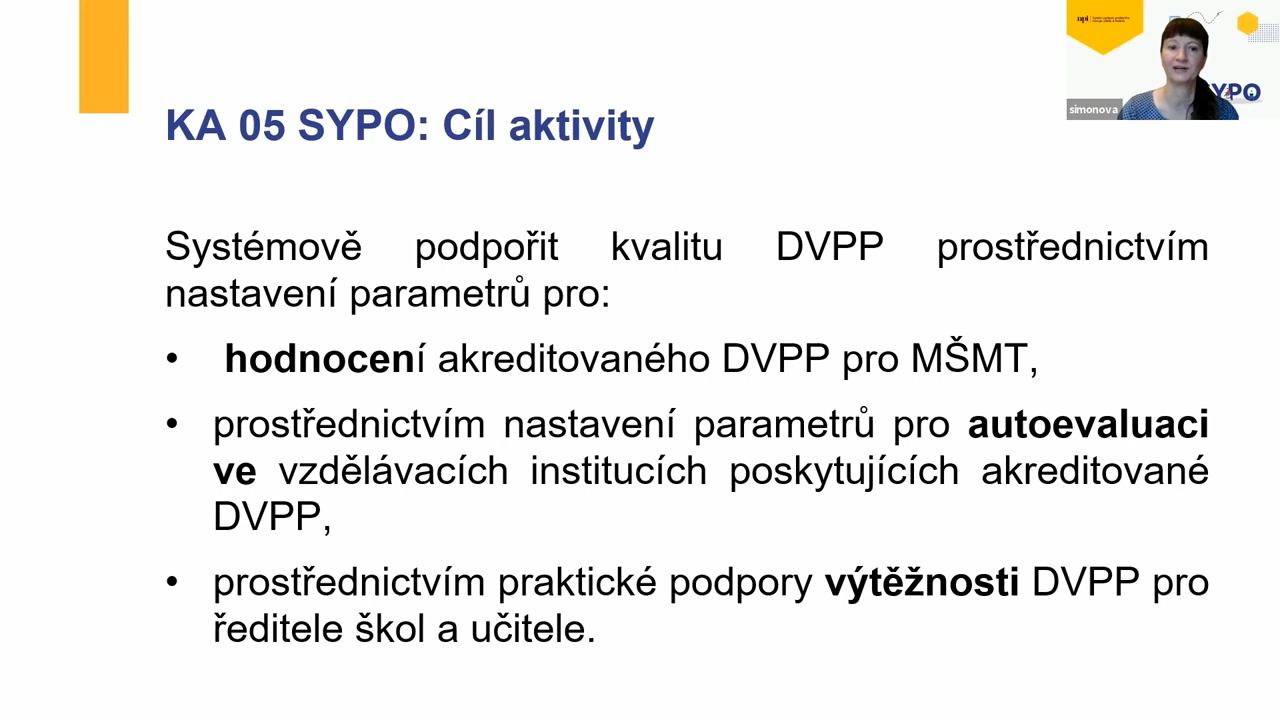 npi
simonova
SYPO
KA 05 SYPO: Cíl aktivity
Systémově podpořit kvalitu DVPP prostřednictvím
nastavení parametrů pro:
• hodnocení akreditovaného DVPP pro MŠMT,
• prostřednictvím nastavení parametrů pro autoevaluaci
ve vzdělávacích institucích poskytujících akreditované
DVPP,
• prostřednictvím praktické podpory výtěžnosti DVPP pro
ředitele škol a učitele.